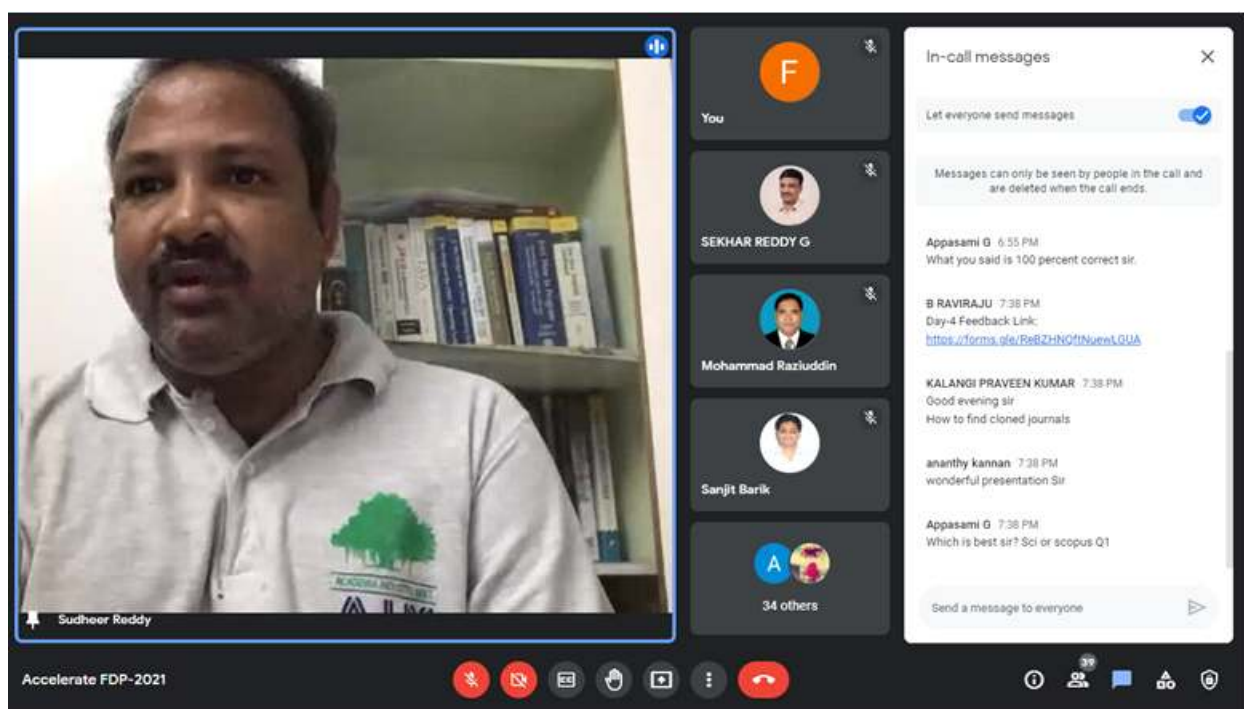 F
You
SEKHAR REDDY G
Mohammad Raziuddin
Sanjit Barik
A
34 others
Sudheer Reddy
Accelerate FDP-2021
CC
39
In-call messages
Let everyone send messages
Messages can only be seen by people in the call and
are deleted when the call ends.
Appasami G 6:55 PM
What you said is 100 percent correct sir.
B RAVIRAJU 7:38 PM
Day-4 Feedback Link:
https://forms.gle/ReBZHNQftNuewLGUA
KALANGI PRAVEEN KUMAR 7:38 PM
Good evening sir
How to find cloned journals
ananthy kannan 7:38 PM
wonderful presentation Sir
Appasami G 7:38 PM
Which is best sir? Sci or scopus Q1
Send a message to everyone